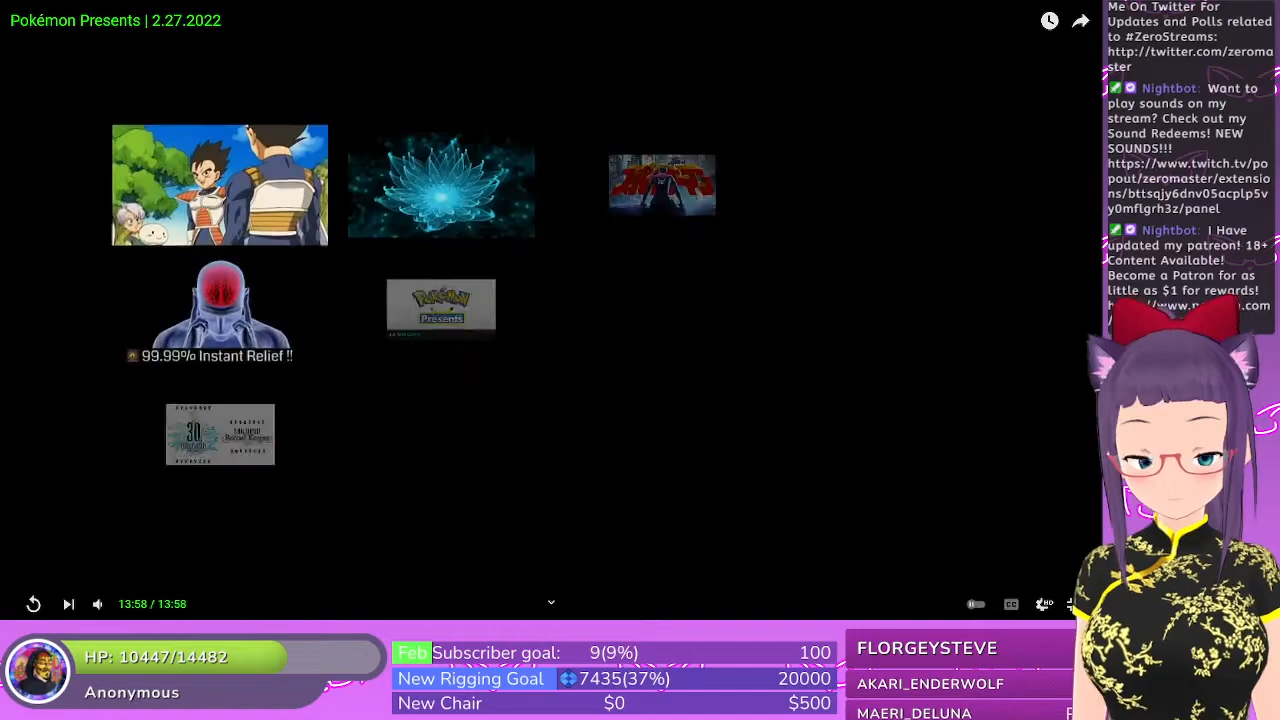 Pokémon Presents | 2.27.2022
POKÉMON
Presents
99.99% Instant Relief !!
30
13:58 / 13:58
CC
HD
Me On Twitter For
Updates and Polls related
to #ZeroStreams:
http://twitter.com/zeroma
ster
Nightbot: Want to
play sounds on my
stream? Check out my
Sound Redeems! NEW
SOUNDS!!!
https://www.twitch.tv/po
pout/zeromaster/extension
s/bttsqjy6dnv05acplp5v
y0mflgrh3z/panel
Nightbot: I Have
updated my patreon! 18+
Content Available!
Become a Patron for as
little as $1 for rewards!
HP: 10447/14482
Anonymous
Feb Subscriber goal: 9(9%) 100
New Rigging Goal 7435(37%) 20000
New Chair $0 $500
FLORGEYSTEVE
AKARI_ENDERWOLF
MAERI_DELUNA